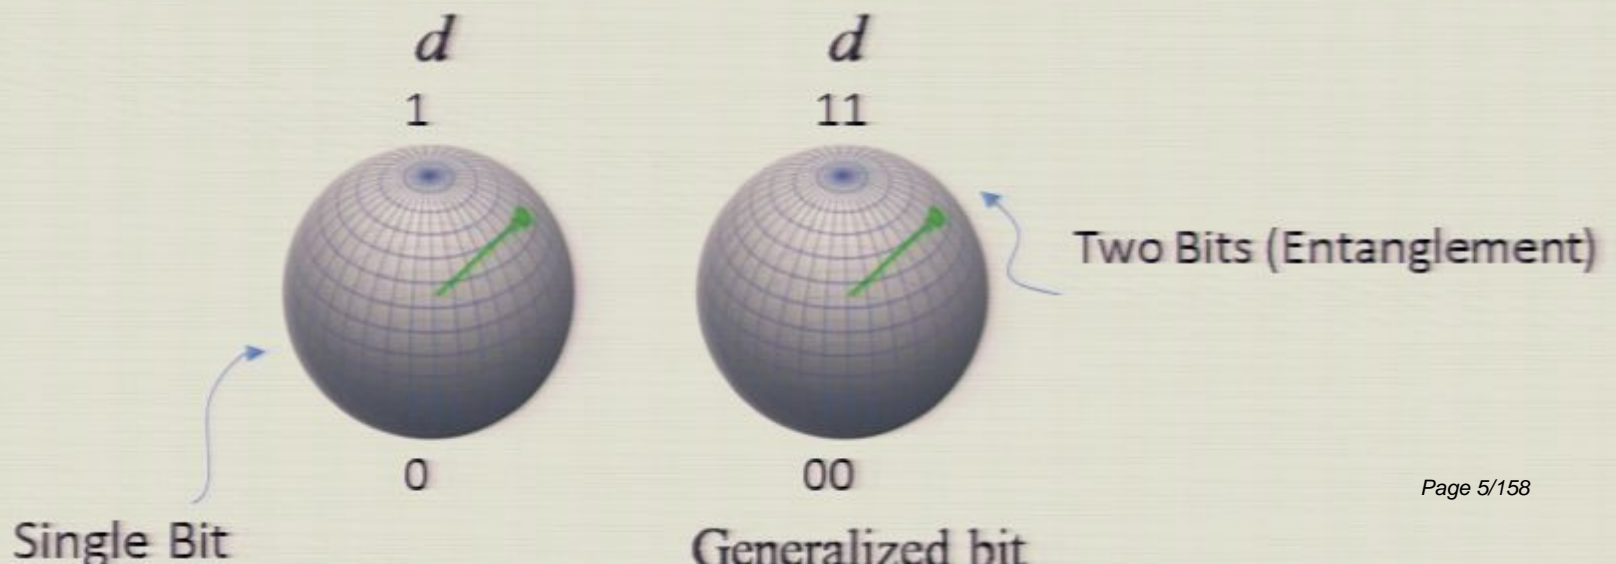 d d
1 11
Two Bits (Entanglement)
0 00
Page 5/158
Single Bit
Generalized bit